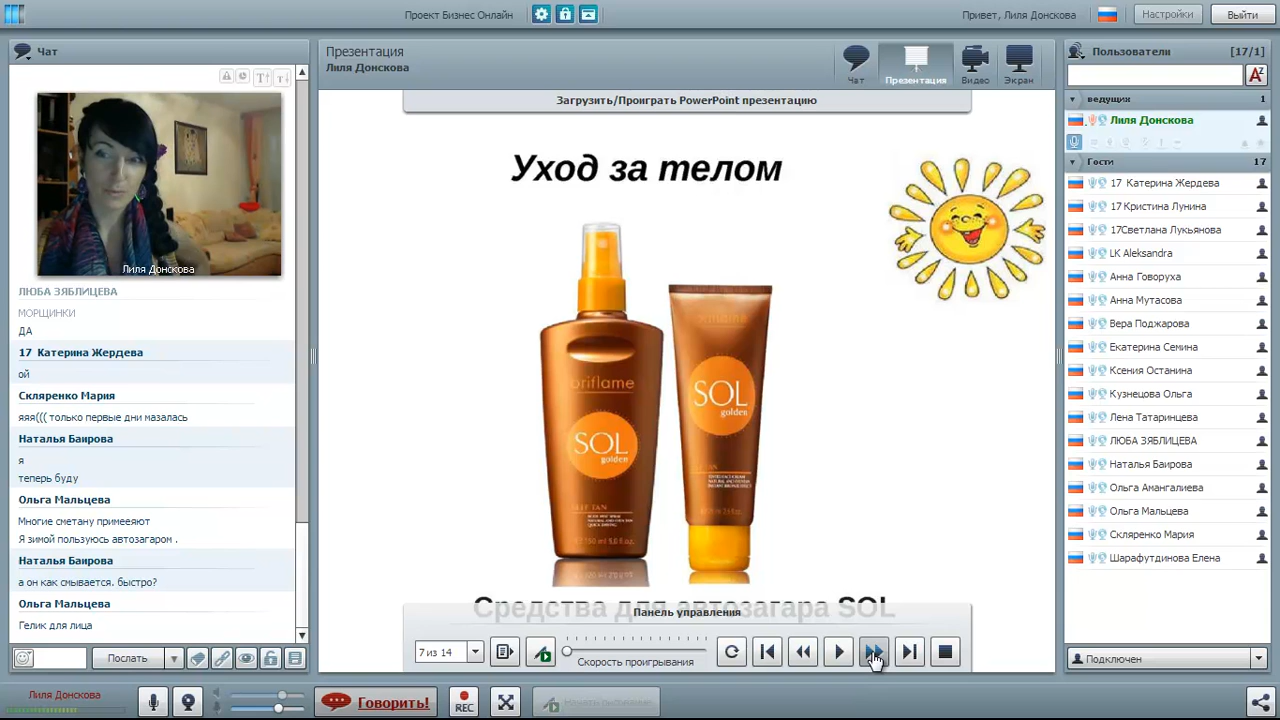 Проект Бизнес Онлайн
Привет, Лиля Донскова
Настройки
Выйти
Чат
T↑
T↓
Лиля Донскова
ЛЮБА ЗЯБЛИЦЕВА
МОРЩИНКИ
ДА
17 Катерина Жердева
ой
Скляренко Мария
яяя((( только первые дни мазалась
Наталья Баирова
я
теперь буду
Ольга Мальцева
Многие сметану примееяют
Я зимой пользуюсь автозагаром .
Наталья Баирова
а он как смывается. быстро?
Ольга Мальцева
Гелик для лица
Послать
Презентация
Лиля Донскова
Чат
Презентация
Видео
Экран
Загрузить/Проиграть PowerPoint презентацию
Уход за телом
oriflame
SOL
golden
oriflame
SOL
golden
Средства для автозагара SOL
Панель управления
7 из 14
Скорость проигрывания
Пользователи
[17/1]
ведущия
1
Лиля Донскова
Гости
17
17 Катерина Жердева
17 Кристина Лунина
17Светлана Лукьянова
LK Aleksandra
Анна Говоруха
Анна Мутасова
Вера Поджарова
Екатерина Семина
Ксения Останина
Кузнецова Ольга
Лена Татаринцева
ЛЮБА ЗЯБЛИЦЕВА
Наталья Баирова
Ольга Амангалиева
Ольга Мальцева
Скляренко Мария
Шарафутдинова Елена
Подключен
Лиля Донскова
Говорить!
REC